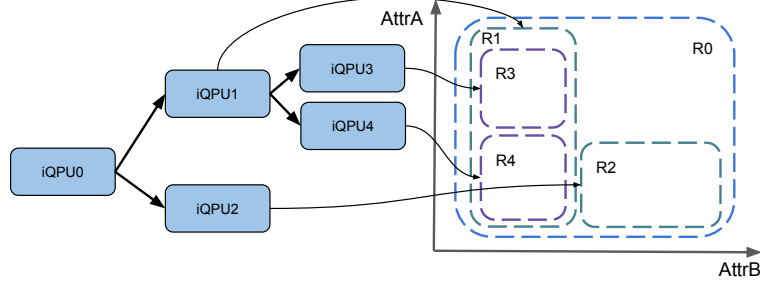 AttrA
R1
R0
iQPU3
R3
iQPU1
iQPU4
R4
R2
iQPU0
iQPU2
AttrB